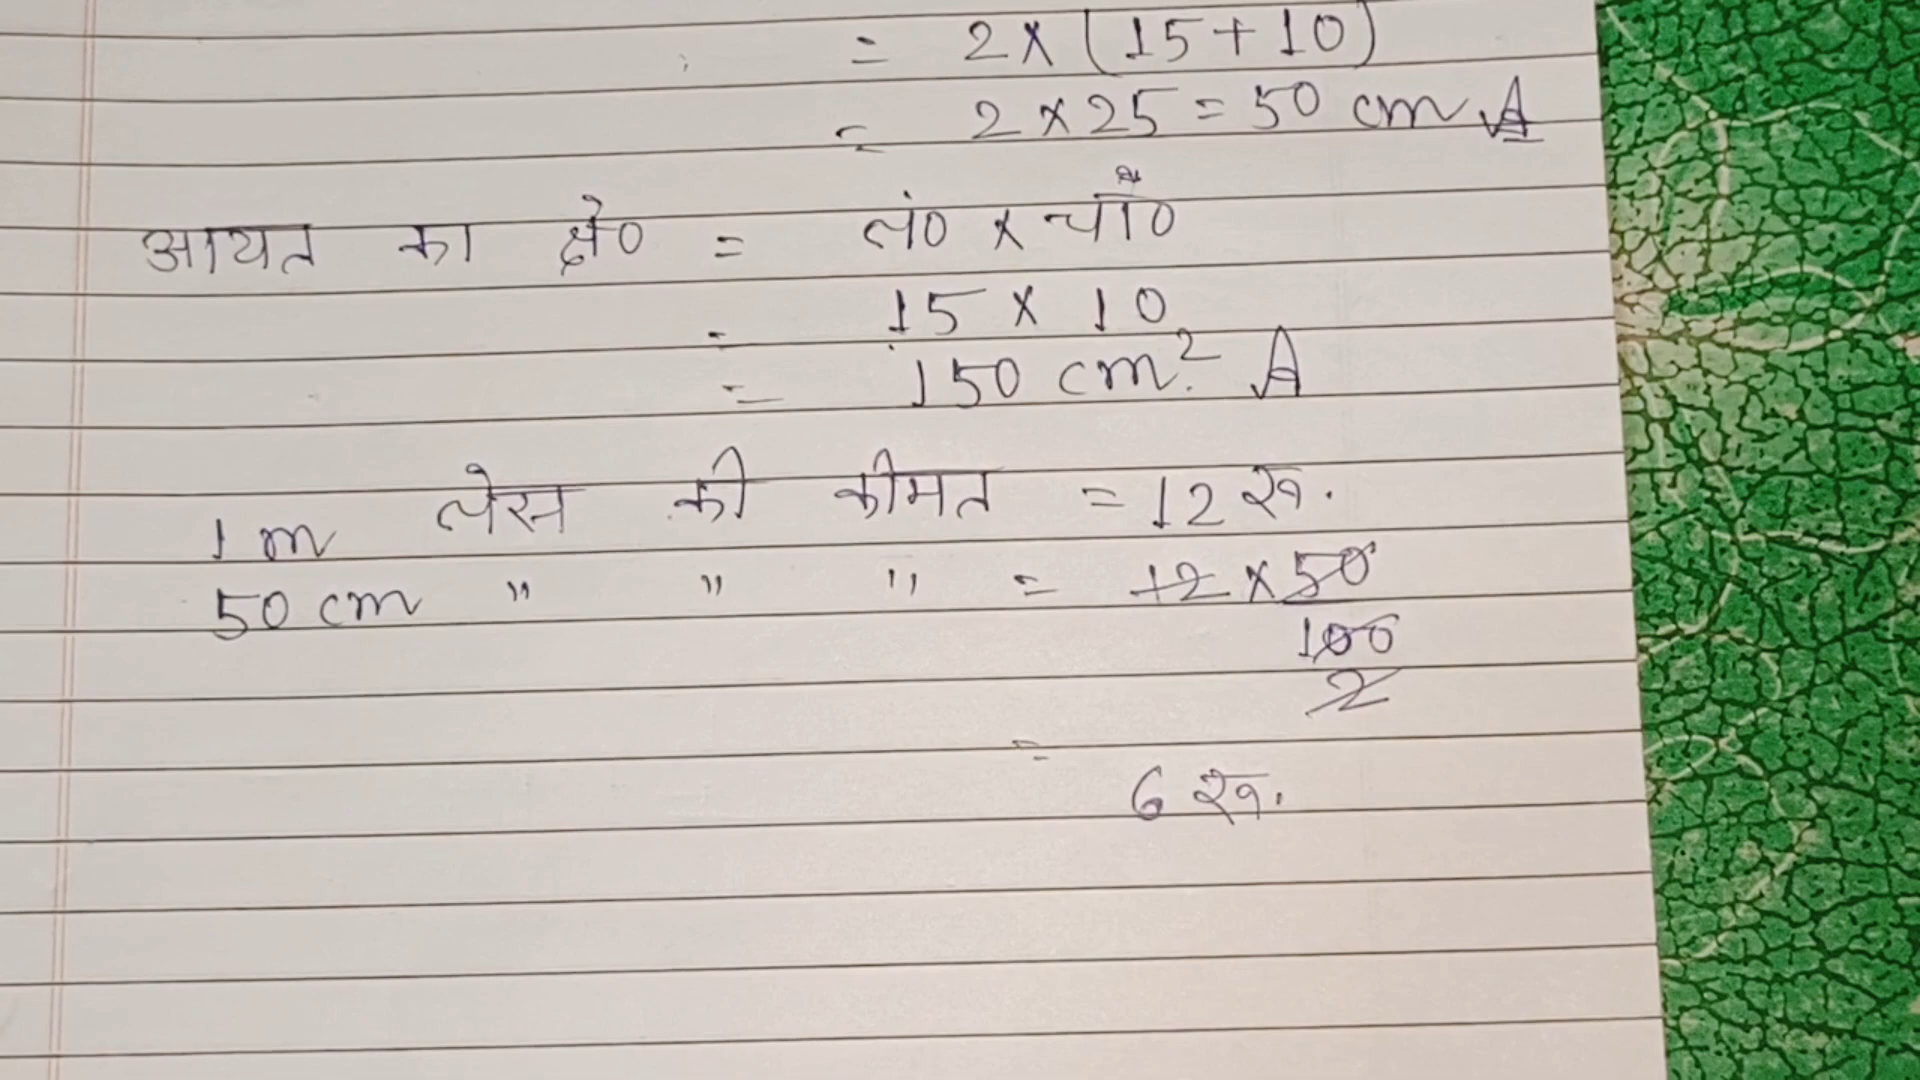 = 2 × (15 + 10)
= 2 × 25 = 50 cm A
आयत का क्षे० = लं० × चौ०
= 15 × 10
= 150 cm². A
1 m लेस की कीमत = 12 रु.
50 cm " " " = 12 × 50
100
2
= 6 रु.